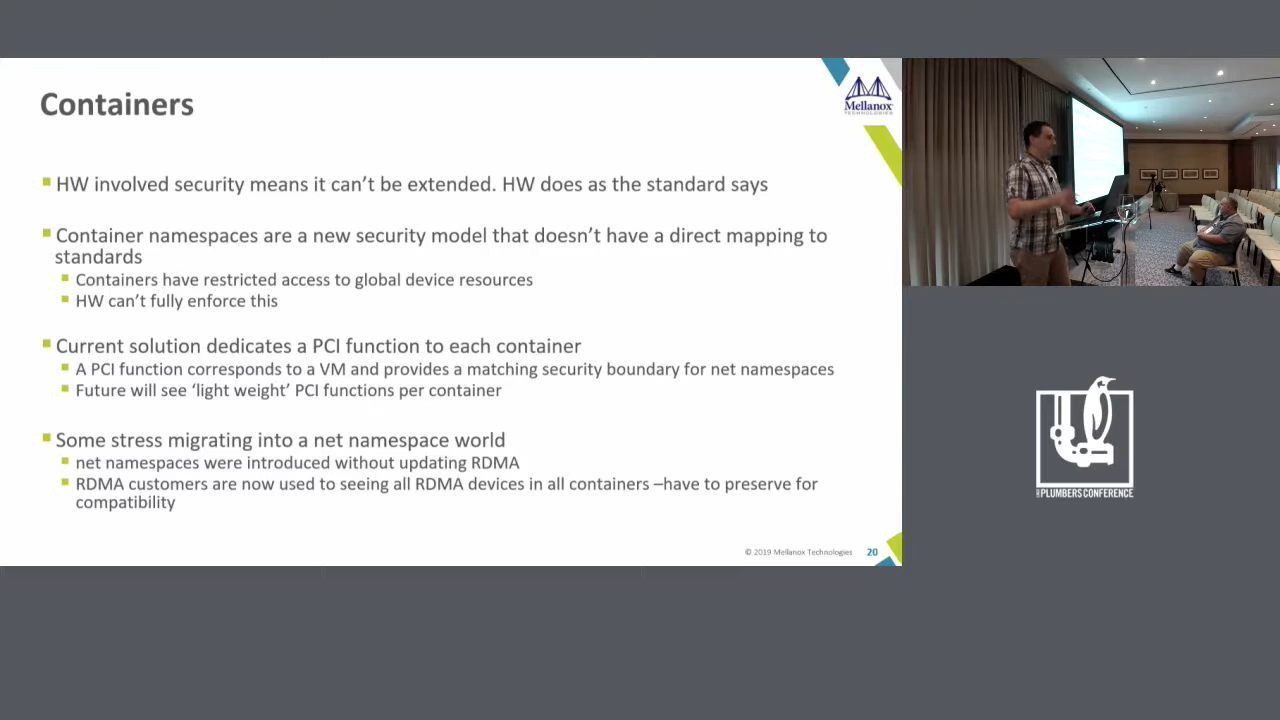 Containers
Mellanox
TECHNOLOGIES
HW involved security means it can't be extended. HW does as the standard says
Container namespaces are a new security model that doesn't have a direct mapping to
standards
Containers have restricted access to global device resources
HW can't fully enforce this
Current solution dedicates a PCI function to each container
A PCI function corresponds to a VM and provides a matching security boundary for net namespaces
Future will see 'light weight' PCI functions per container
Some stress migrating into a net namespace world
net namespaces were introduced without updating RDMA
RDMA customers are now used to seeing all RDMA devices in all containers –have to preserve for
compatibility
© 2019 Mellanox Technologies 20
PLUMBERS CONFERENCE